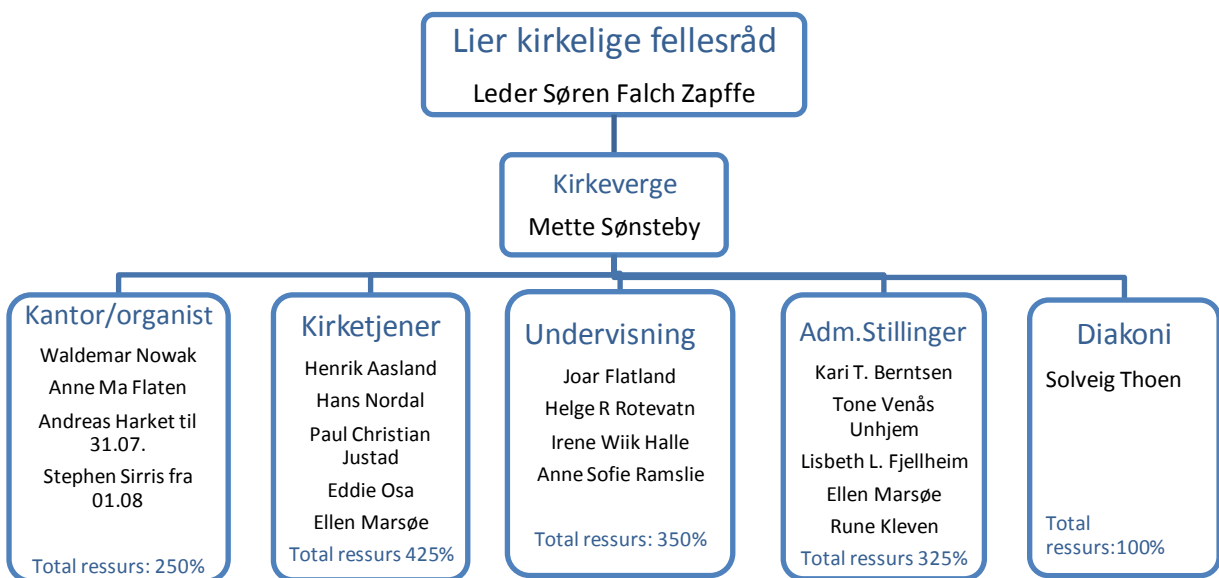 Lier kirkelige fellesråd
Leder Søren Falch Zapffe
Kirkeverge
Mette Sønsteby
Kantor/organist
Waldemar Nowak
Anne Ma Flaten
Andreas Harket til
31.07.
Stephen Sirris fra
01.08
Total ressurs: 250%
Kirketjener
Henrik Aasland
Hans Nordal
Paul Christian
Justad
Eddie Osa
Ellen Marsøe
Total ressurs 425%
Undervisning
Joar Flatland
Helge R Rotevatn
Irene Wiik Halle
Anne Sofie Ramslie
Total ressurs: 350%
Adm.Stillinger
Kari T. Berntsen
Tone Venås
Unhjem
Lisbeth L. Fjellheim
Ellen Marsøe
Rune Kleven
Total ressurs 325%
Diakoni
Solveig Thoen
Total
ressurs:100%